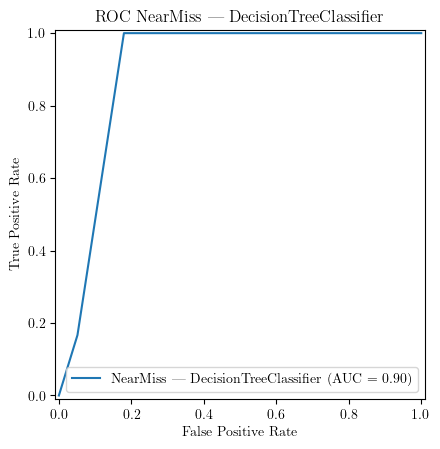 ROC NearMiss — DecisionTreeClassifier
1.0
0.8
0.6
0.4
0.2
0.0
True Positive Rate
NearMiss — DecisionTreeClassifier (AUC = 0.90)
0.0 0.2 0.4 0.6 0.8 1.0
False Positive Rate